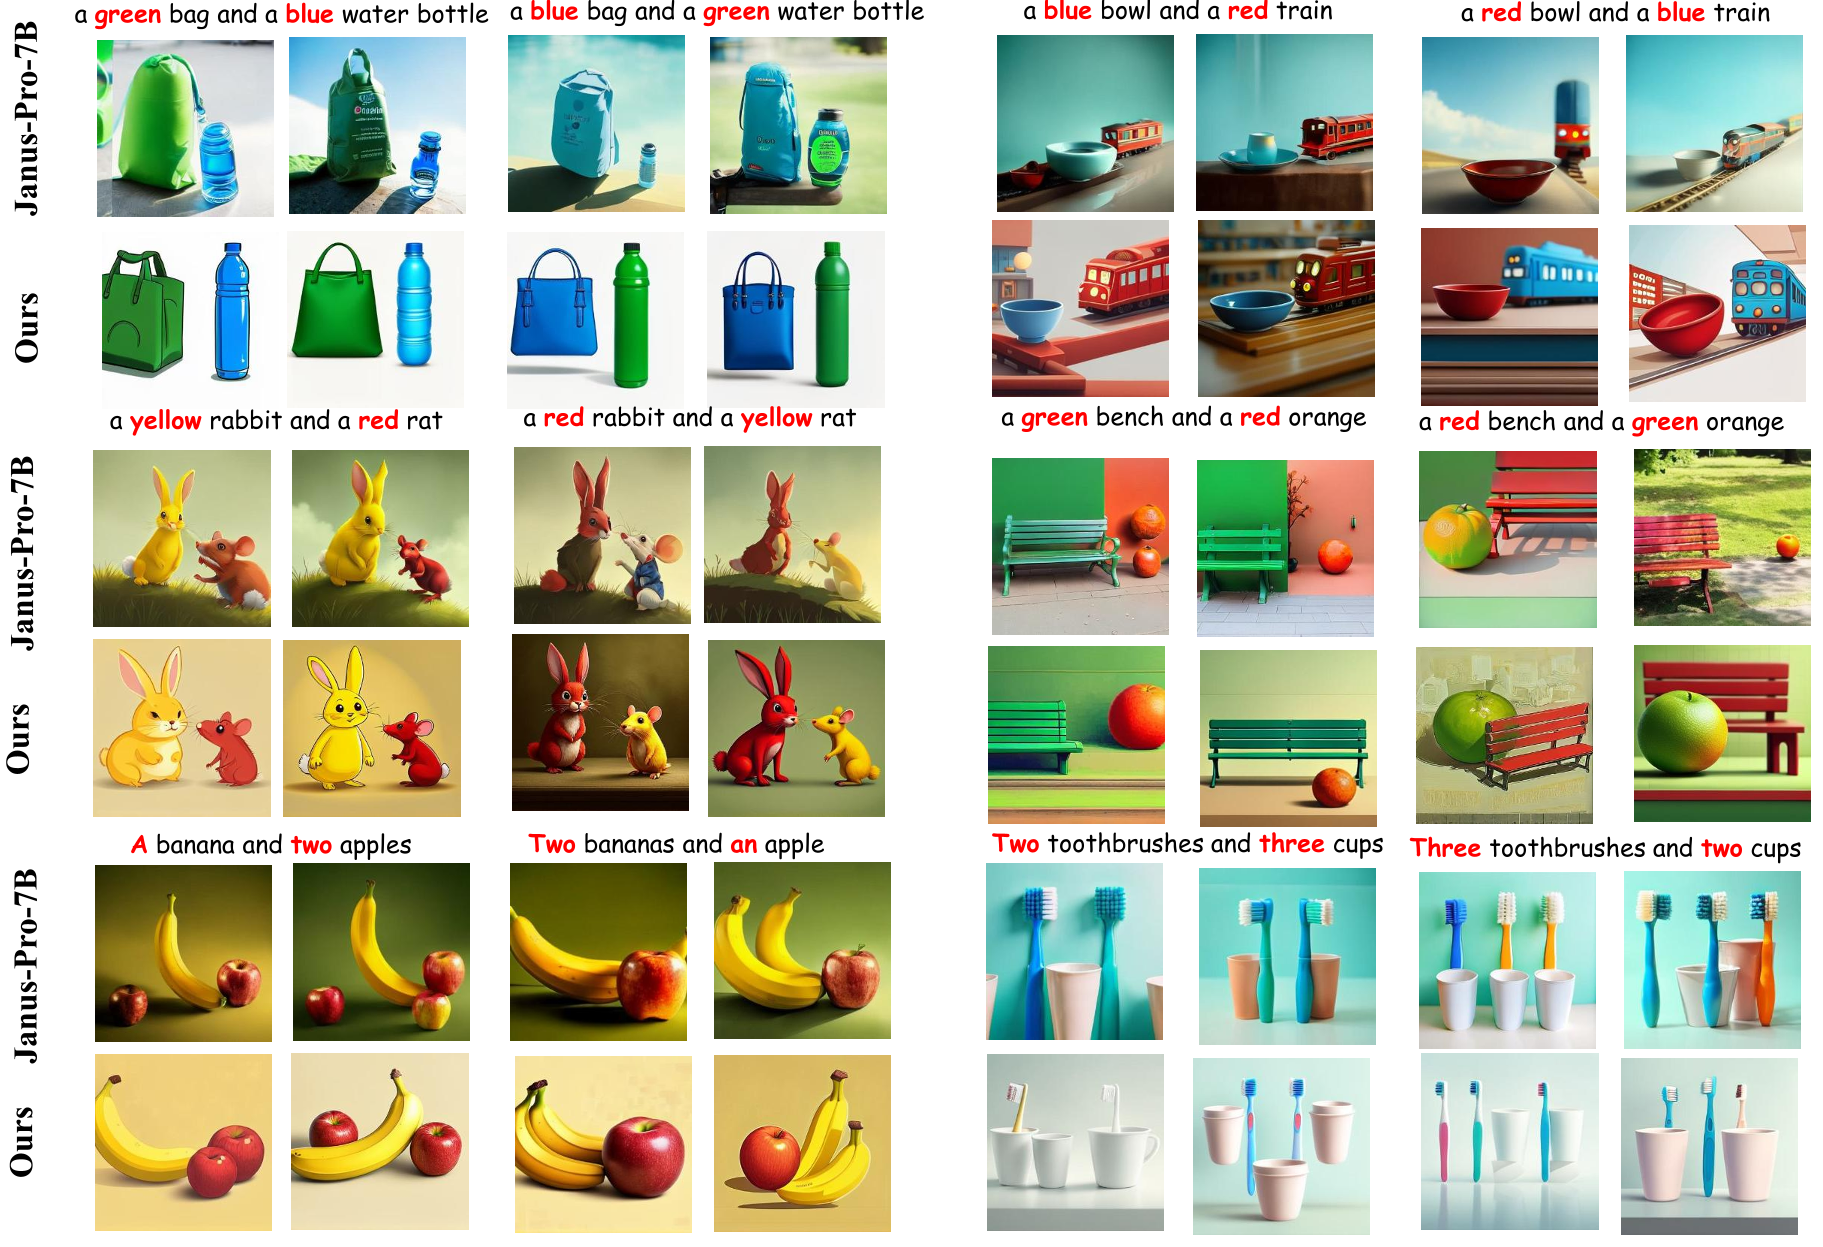 a green bag and a blue water bottle
a blue bag and a green water bottle
a blue bowl and a red train
a red bowl and a blue train
Janus-Pro-7B
Ours
a yellow rabbit and a red rat
a red rabbit and a yellow rat
a green bench and a red orange
a red bench and a green orange
Janus-Pro-7B
Ours
A banana and two apples
Two bananas and an apple
Two toothbrushes and three cups
Three toothbrushes and two cups
Janus-Pro-7B
Ours